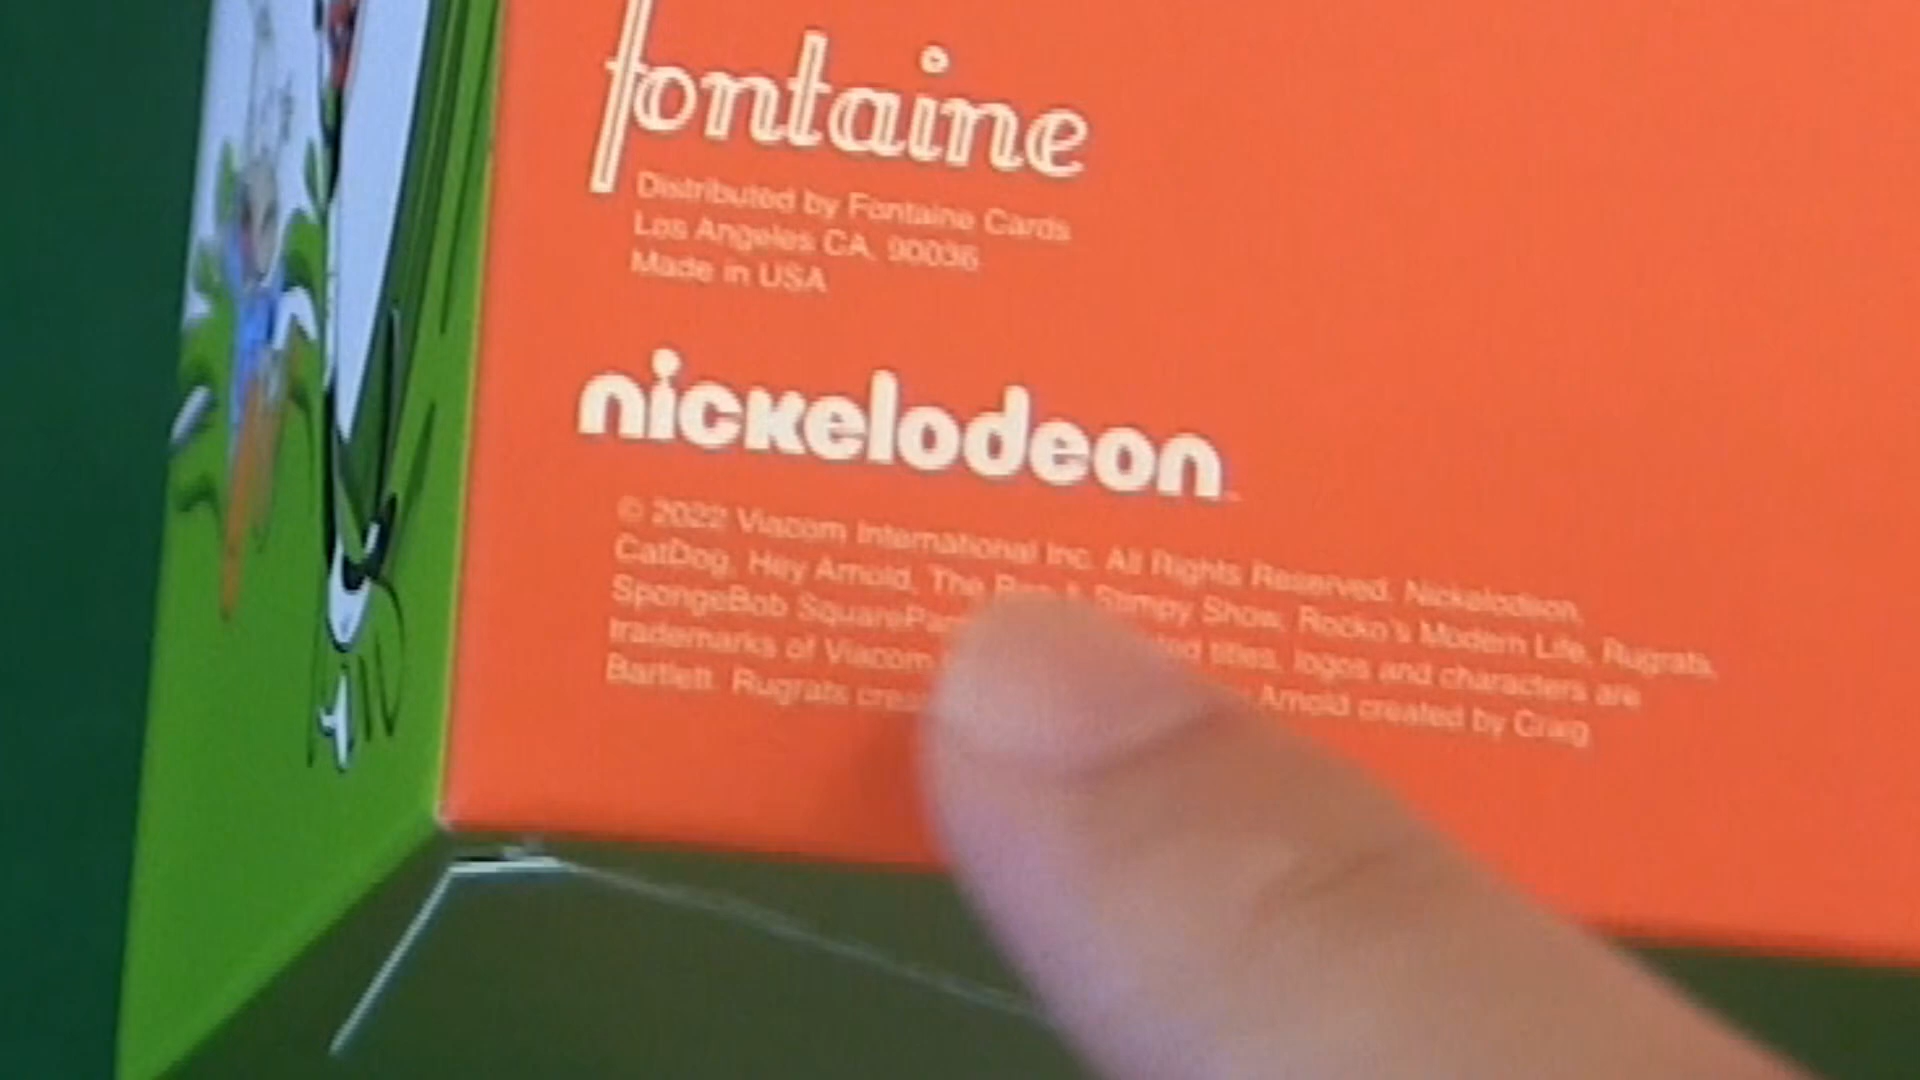 fontaine
Distributed by Fontaine Cards
Los Angeles CA, 90036
Made in USA
nickelodeon
© 2022 Viacom International Inc. All Rights Reserved. Nickelodeon,
CatDog, Hey Arnold, The Ren & Stimpy Show, Rocko's Modern Life, Rugrats,
SpongeBob titles, logos and characters are
trademarks of Viacom Arnold created by Craig
Bartlett. Rugrats